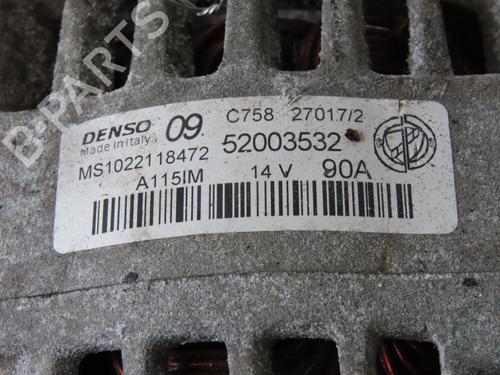 B-PARTS
DENSO 09 C758 27017/2
Made in Italy
MS1022118472 52003532
A115IM 14 V 90A